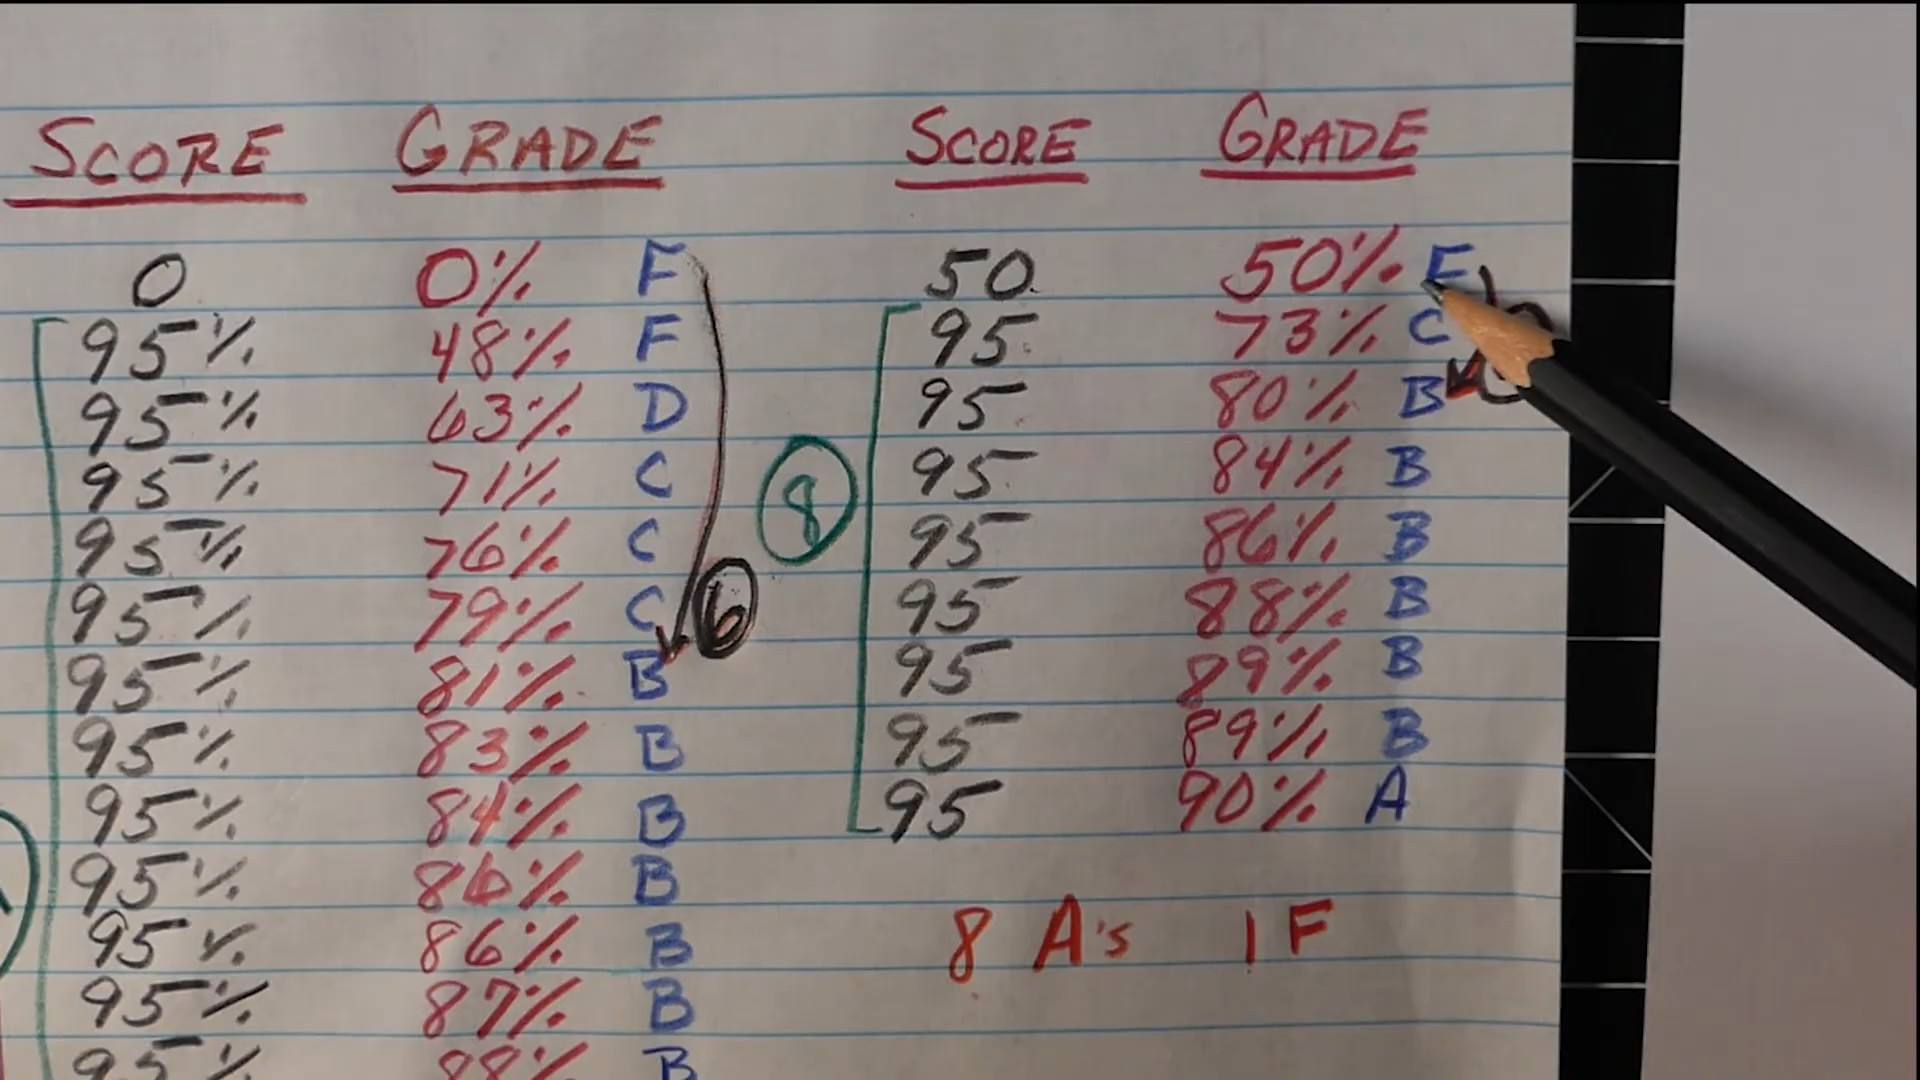 SCORE GRADE SCORE GRADE
0 0% F 50 50% F
95% 48% F 95 73% C
95% 63% D 95 80% B
95% 71% C 95 84% B
95% 76% C 95 86% B
95% 79% C 95 88% B
95% 81% B 95 89% B
95% 83% B 95 89% B
95% 84% B 95 90% A
95% 86% B
95% 86% B
95% 87% B
95% 88% B
6
8
8 A's 1 F